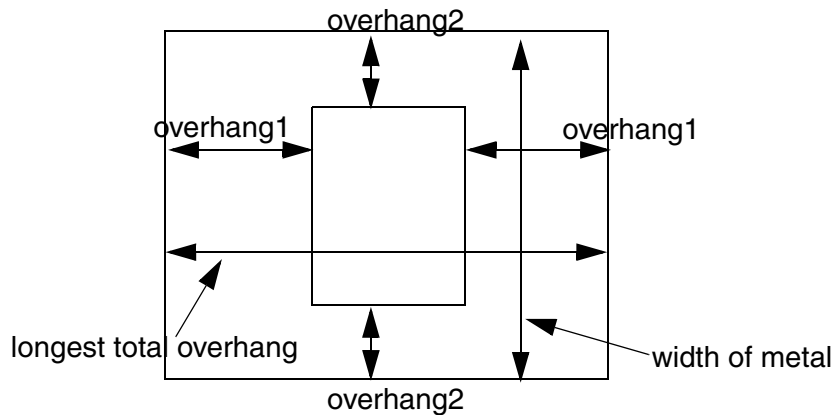 overhang2
overhang1
overhang1
longest total overhang
width of metal
overhang2